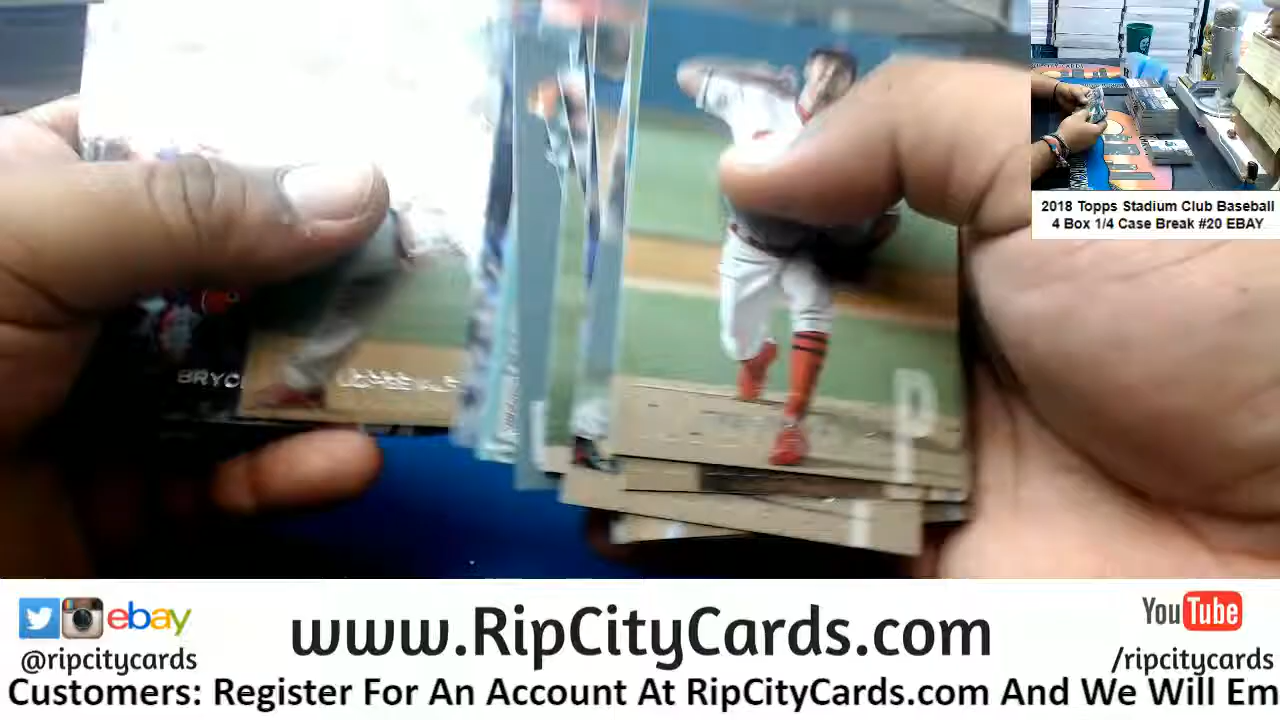 BRYC
P
2018 Topps Stadium Club Baseball
4 Box 1/4 Case Break #20 EBAY
ebay
@ripcitycards
www.RipCityCards.com
YouTube
/ripcitycards
Customers: Register For An Account At RipCityCards.com And We Will Em